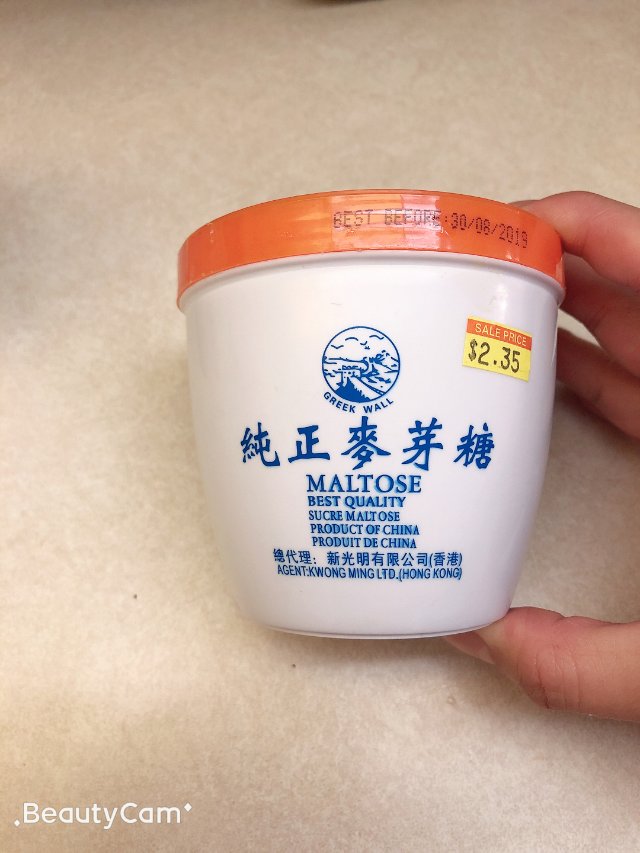 BEST BEFORE:30/08/2019
SALE PRICE
$2.35
GREEK WALL
純正麥芽糖
MALTOSE
BEST QUALITY
SUCRE MALTOSE
PRODUCT OF CHINA
PRODUIT DE CHINA
總代理：新光明有限公司(香港)
AGENT:KWONG MING LTD.(HONG KONG)
.BeautyCam